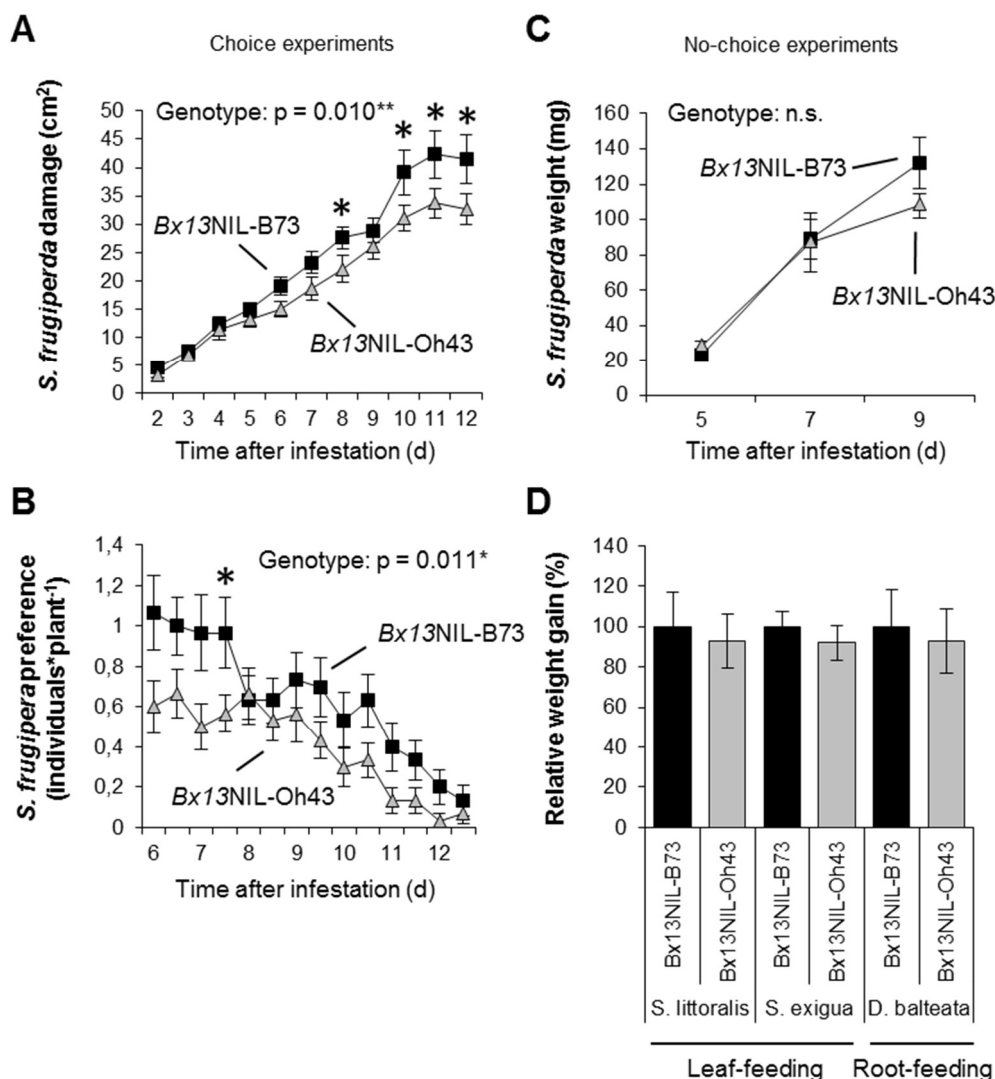 A
Choice experiments
S. frugiperda damage (cm²)
50
45
40
35
30
25
20
15
10
5
0
Genotype: p = 0.010**
*
*
*
*
Bx13NIL-B73
Bx13NIL-Oh43
2 3 4 5 6 7 8 9 10 11 12
Time after infestation (d)
B
S. frugiperapreference
(individuals*plant⁻¹)
1,4
1,2
1
0,8
0,6
0,4
0,2
0
Genotype: p = 0.011*
*
Bx13NIL-B73
Bx13NIL-Oh43
6 7 8 9 10 11 12
Time after infestation (d)
C
No-choice experiments
S. frugiperda weight (mg)
160
140
120
100
80
60
40
20
0
Genotype: n.s.
Bx13NIL-B73
Bx13NIL-Oh43
5 7 9
Time after infestation (d)
D
Relative weight gain (%)
140
120
100
80
60
40
20
0
Bx13NIL-B73
Bx13NIL-Oh43
Bx13NIL-B73
Bx13NIL-Oh43
Bx13NIL-B73
Bx13NIL-Oh43
S. littoralis S. exigua D. balteata
Leaf-feeding Root-feeding